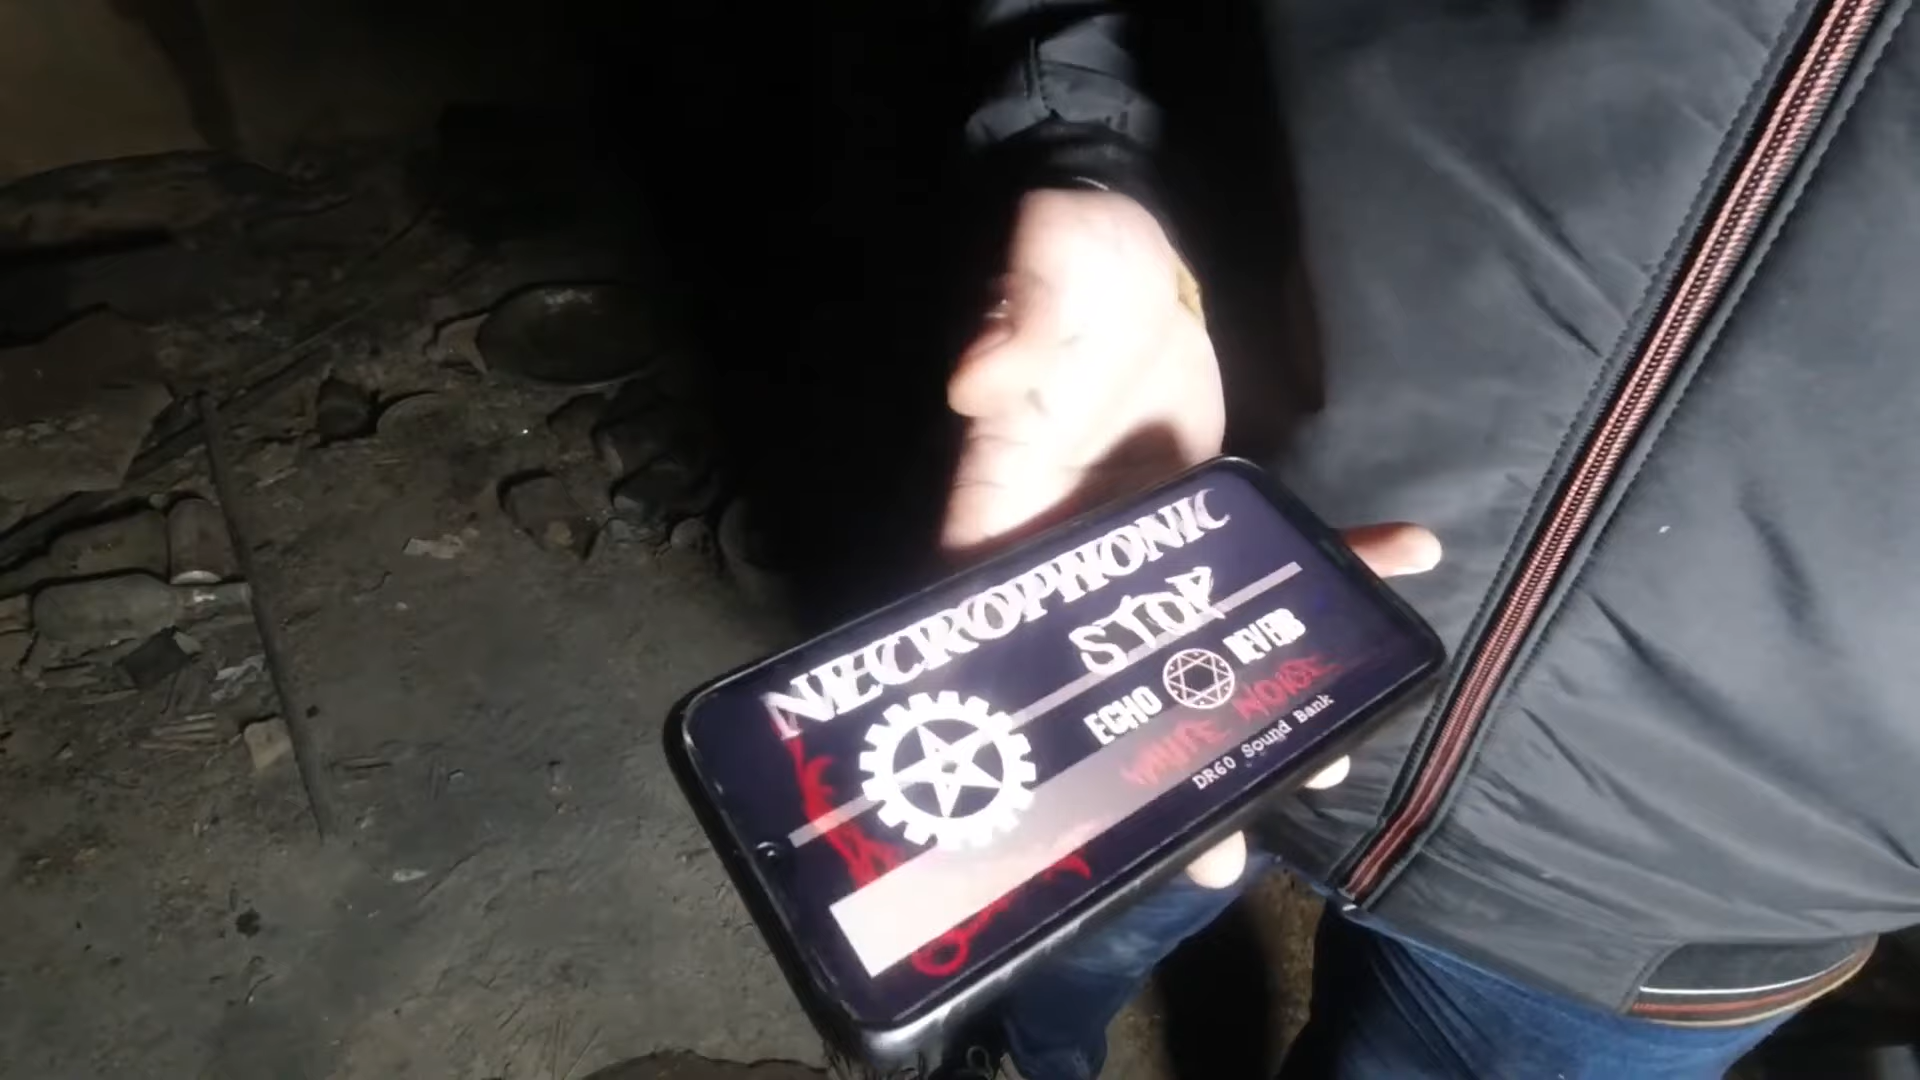 NECROPHONIC
STOP
ECHO REVERB
WHITE NOISE
DR60 Sound Bank